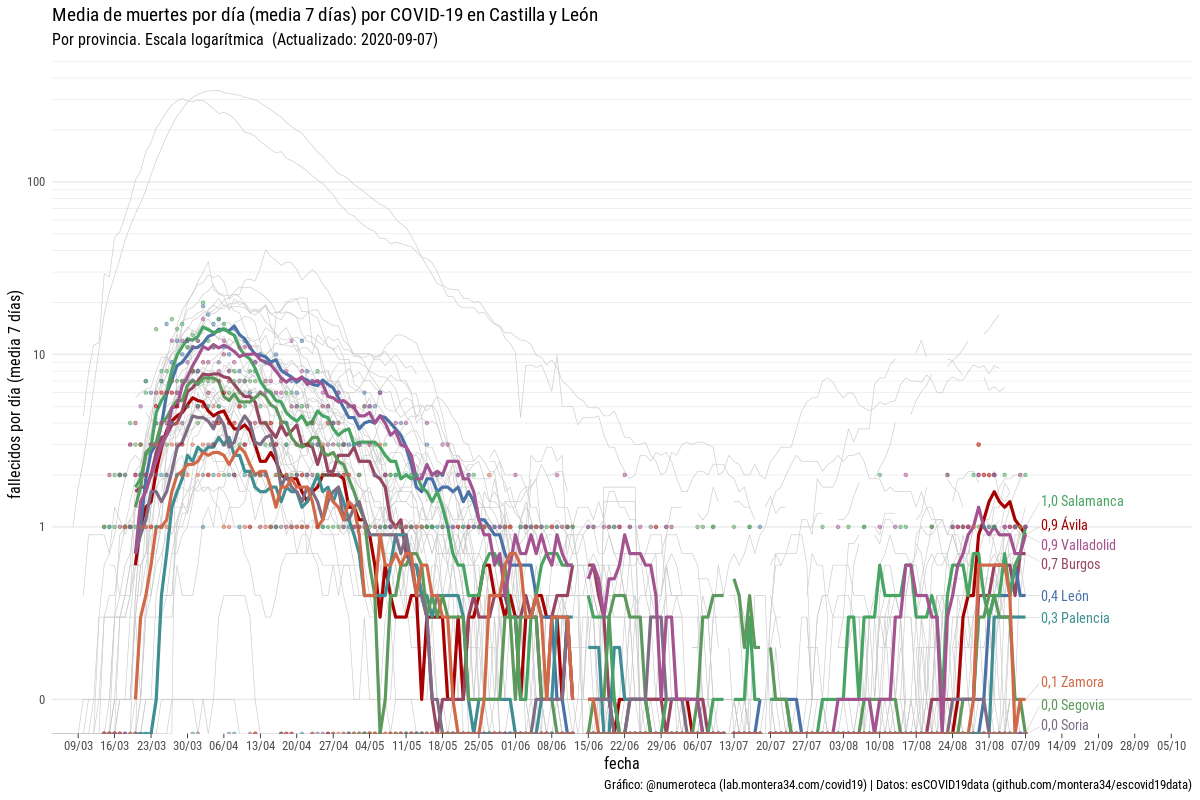 Media de muertes por día (media 7 días) por COVID-19 en Castilla y León
Por provincia. Escala logarítmica (Actualizado: 2020-09-07)
fallecidos por día (media 7 días)
100
10
1
0
1,0 Salamanca
0,9 Ávila
0,9 Valladolid
0,7 Burgos
0,4 León
0,3 Palencia
0,1 Zamora
0,0 Segovia
0,0 Soria
09/03 16/03 23/03 30/03 6/04 13/04 20/04 27/04 04/05 11/05 18/05 25/05 01/06 08/06 15/06 22/06 29/06 06/07 13/07 20/07 27/07 03/08 10/08 17/08 24/08 31/08 07/09 14/09 21/09 28/09 05/10
fecha
Gráfico: @numeroteca (lab.montera34.com/covid19) | Datos: esCOVID19data (github.com/montera34/escovid19data)